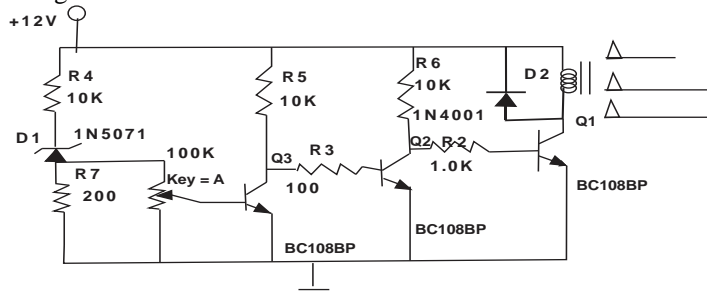 +12V
R4
10K
R5
10K
R6
10K
D2
1N4001
Q1
D1
1N5071
100K
Q3
R3
100
Q2
R2
1.0K
R7
200
Key = A
BC108BP
BC108BP
BC108BP